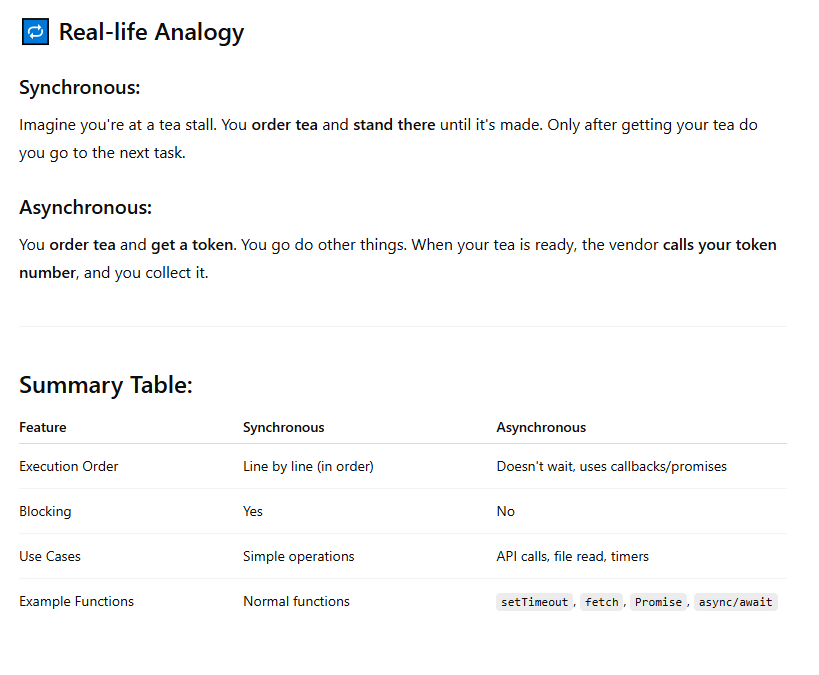 🔁 Real-life Analogy
Synchronous:
Imagine you're at a tea stall. You order tea and stand there until it's made. Only after getting your tea do
you go to the next task.
Asynchronous:
You order tea and get a token. You go do other things. When your tea is ready, the vendor calls your token
number, and you collect it.
Summary Table:
Feature Synchronous Asynchronous
Execution Order Line by line (in order) Doesn't wait, uses callbacks/promises
Blocking Yes No
Use Cases Simple operations API calls, file read, timers
Example Functions Normal functions setTimeout, fetch, Promise, async/await